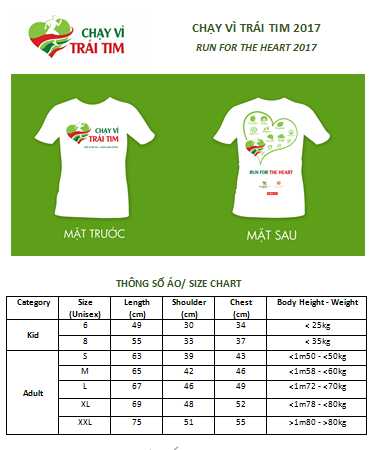 CHẠY VÌ
TRÁI TIM
CHẠY VÌ TRÁI TIM 2017
RUN FOR THE HEART 2017
CHẠY VÌ
TRÁI TIM
RUN FOR THE HEART
MẶT TRƯỚC
MẶT SAU
THÔNG SỐ ÁO/ SIZE CHART
Category Size (Unisex) Length (cm) Shoulder (cm) Chest (cm) Body Height - Weight
Kid 6 49 30 34 < 25kg
8 55 33 37 < 35kg
Adult S 63 39 43 <1m50 - <50kg
M 65 42 46 <1m58 - <60kg
L 67 46 49 <1m72 - <70kg
XL 69 48 52 <1m78 - <80kg
XXL 75 51 55 >1m80 - >80kg